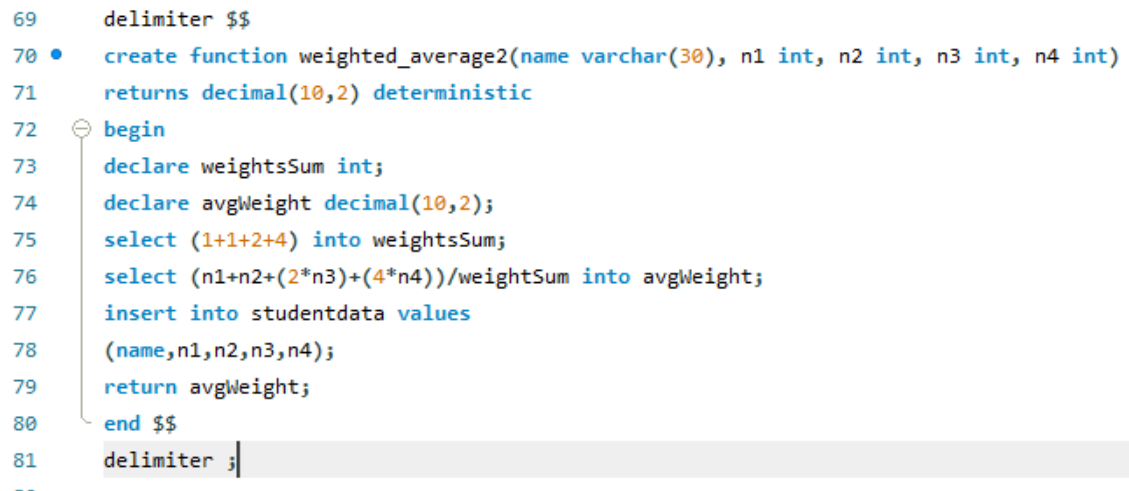 69 delimiter $$
70 create function weighted_average2(name varchar(30), n1 int, n2 int, n3 int, n4 int)
71 returns decimal(10,2) deterministic
72 begin
73 declare weightsSum int;
74 declare avgWeight decimal(10,2);
75 select (1+1+2+4) into weightsSum;
76 select (n1+n2+(2*n3)+(4*n4))/weightSum into avgWeight;
77 insert into studentdata values
78 (name,n1,n2,n3,n4);
79 return avgWeight;
80 end $$
81 delimiter ;